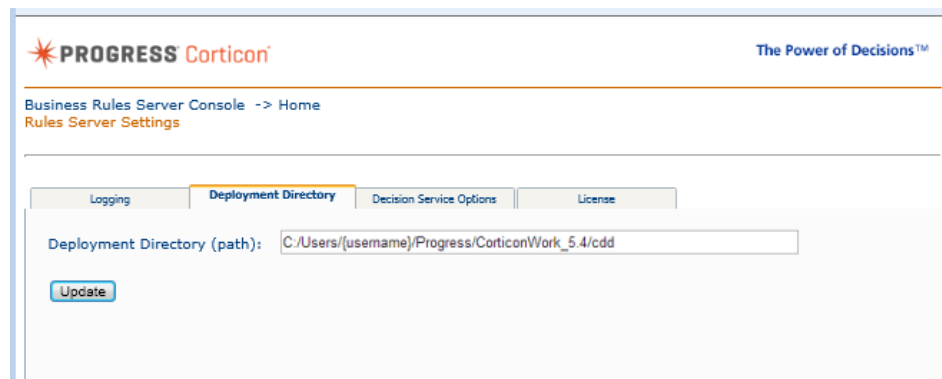 PROGRESS Corticon
The Power of Decisions™
Business Rules Server Console -> Home
Rules Server Settings
Logging
Deployment Directory
Decision Service Options
License
Deployment Directory (path): C:/Users/{username}/Progress/CorticonWork_5.4/cdd
Update